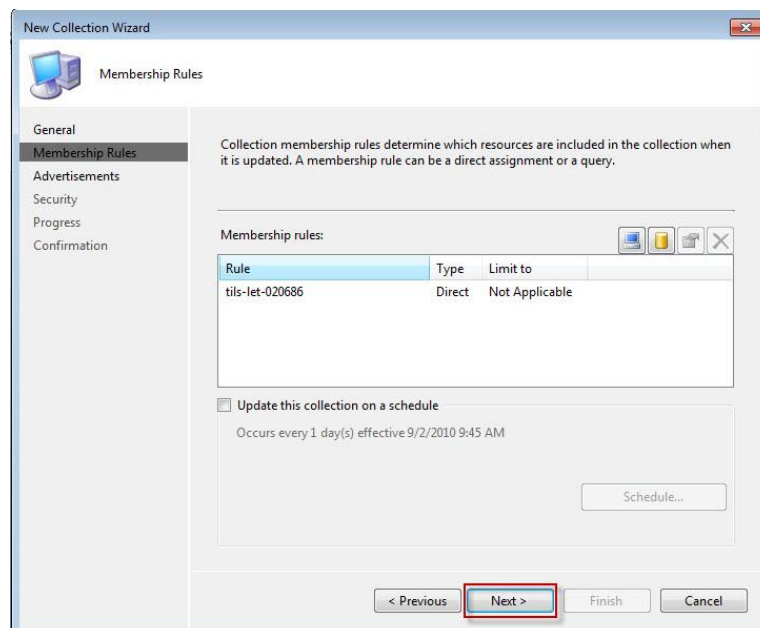 New Collection Wizard
Membership Rules
General
Membership Rules
Advertisements
Security
Progress
Confirmation
Collection membership rules determine which resources are included in the collection when
it is updated. A membership rule can be a direct assignment or a query.
Membership rules:
Rule Type Limit to
tils-let-020686 Direct Not Applicable
Update this collection on a schedule
Occurs every 1 day(s) effective 9/2/2010 9:45 AM
Schedule...
< Previous Next > Finish Cancel